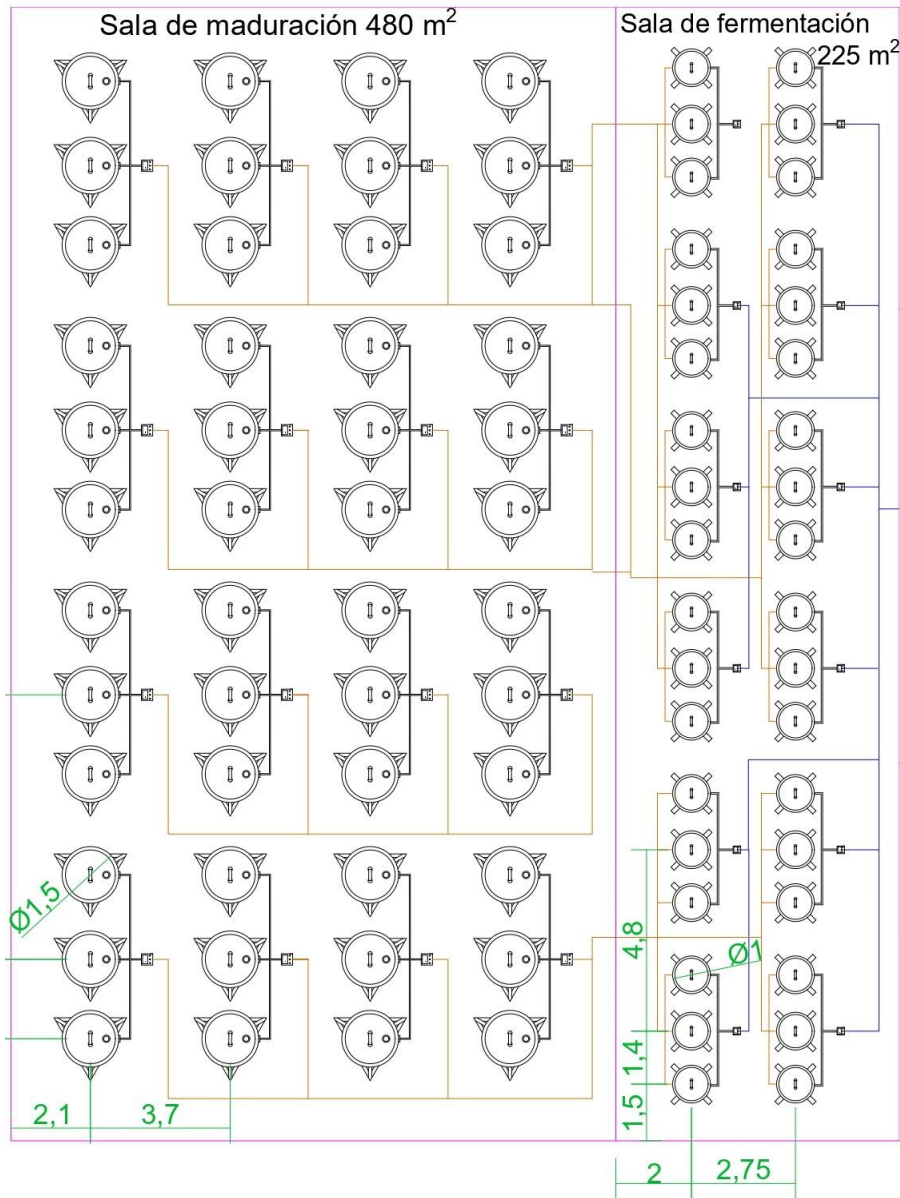 Sala de maduración 480 m²
Sala de fermentación
225 m²
Ø1,5
4,8
Ø1
1,4
1,5
2,1
3,7
2
2,75